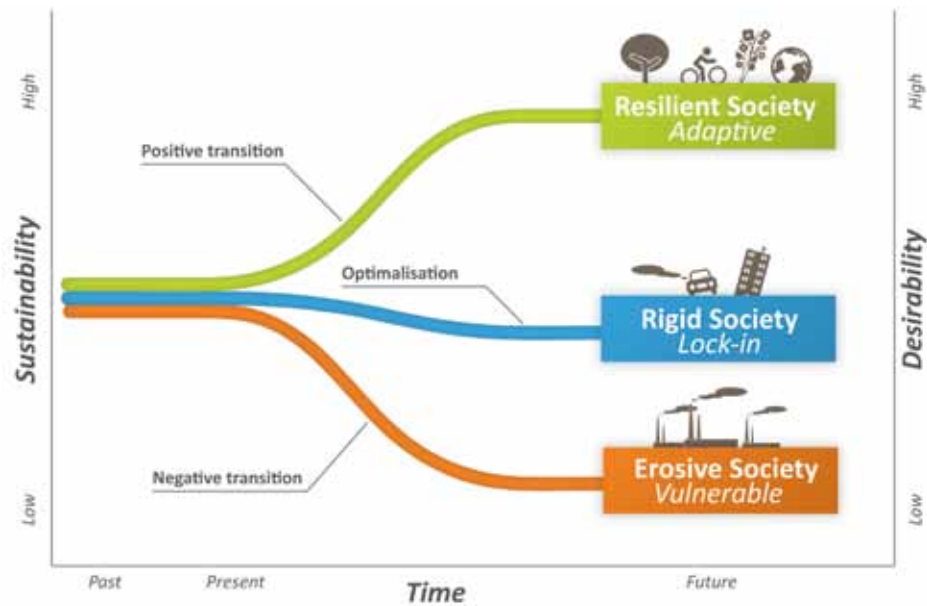 High
High
Resilient Society
Adaptive
Positive transition
Sustainability
Desirability
Optimalisation
Rigid Society
Lock-in
Negative transition
Erosive Society
Vulnerable
Low
Low
Past
Present
Time
Future